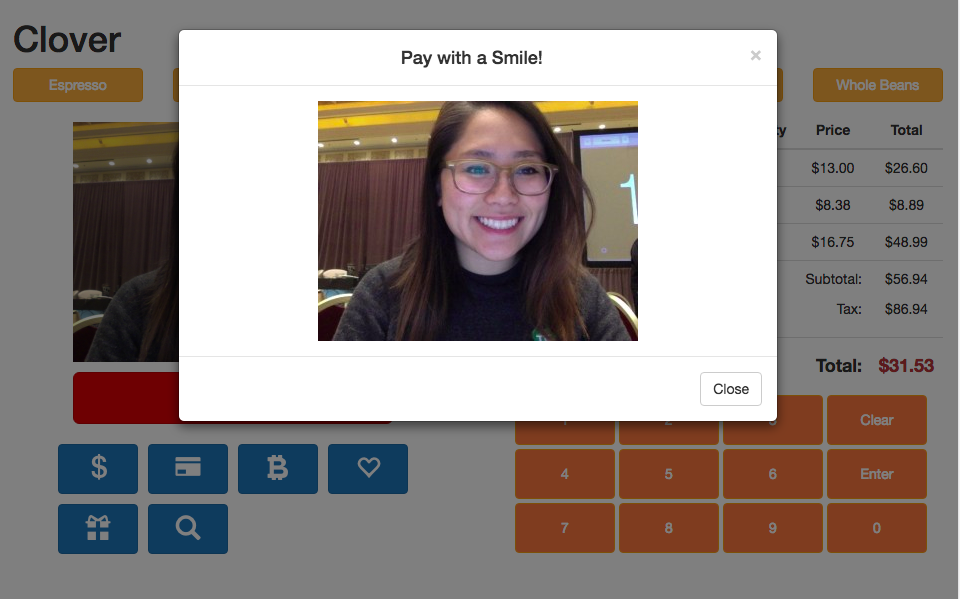 Clover
Pay with a Smile!
×
Espresso
Whole Beans
Price Total
$13.00 $26.60
$8.38 $8.89
$16.75 $48.99
Subtotal: $56.94
Tax: $86.94
Total: $31.53
Close
Clear
4 5 6 Enter
7 8 9 0